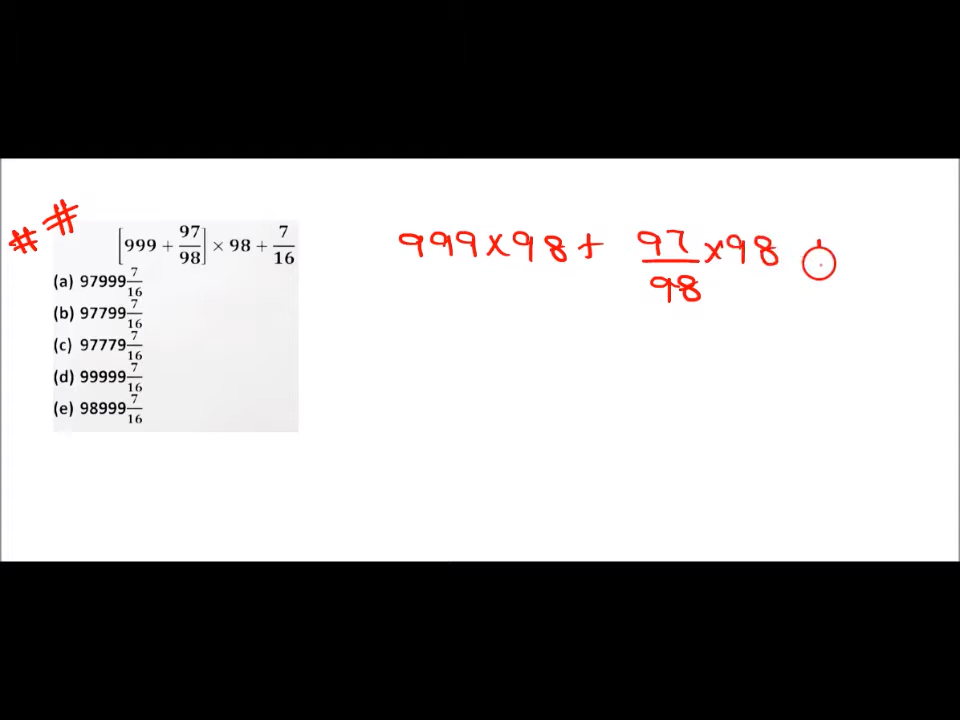 # #
[999 + 97/98] × 98 + 7/16
(a) 97999 7/16
(b) 97799 7/16
(c) 97779 7/16
(d) 99999 7/16
(e) 98999 7/16
999 × 98 + 97/98 × 98